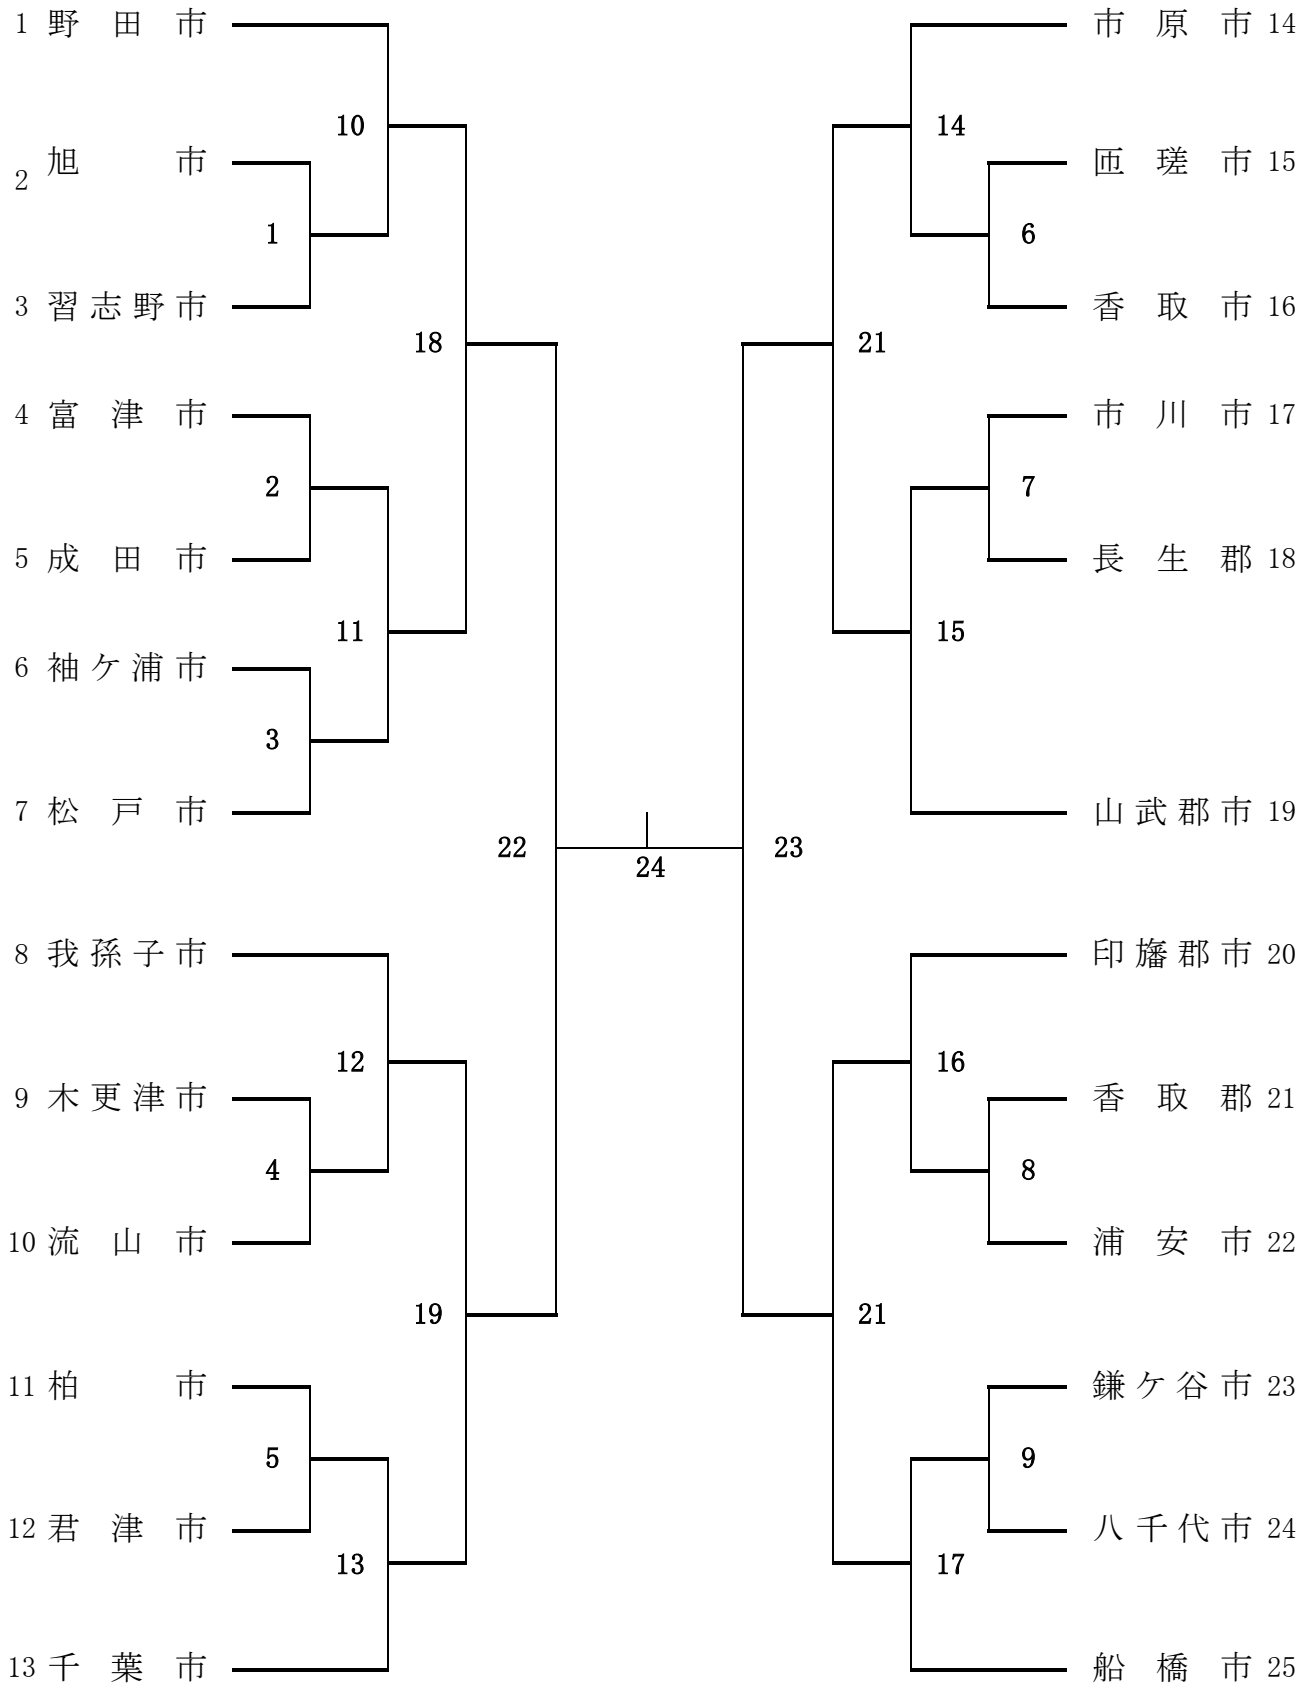 1 野田市
市原市 14
10
14
2 旭市
匝瑳市 15
1
6
3 習志野市
香取市 16
18
21
4 富津市
市川市 17
2
7
5 成田市
長生郡 18
11
15
6 袖ケ浦市
3
7 松戸市
山武郡市 19
22
23
24
8 我孫子市
印旛郡市 20
12
16
9 木更津市
香取郡 21
4
8
10 流山市
浦安市 22
19
21
11 柏市
鎌ケ谷市 23
5
9
12 君津市
八千代市 24
13
17
13 千葉市
船橋市 25